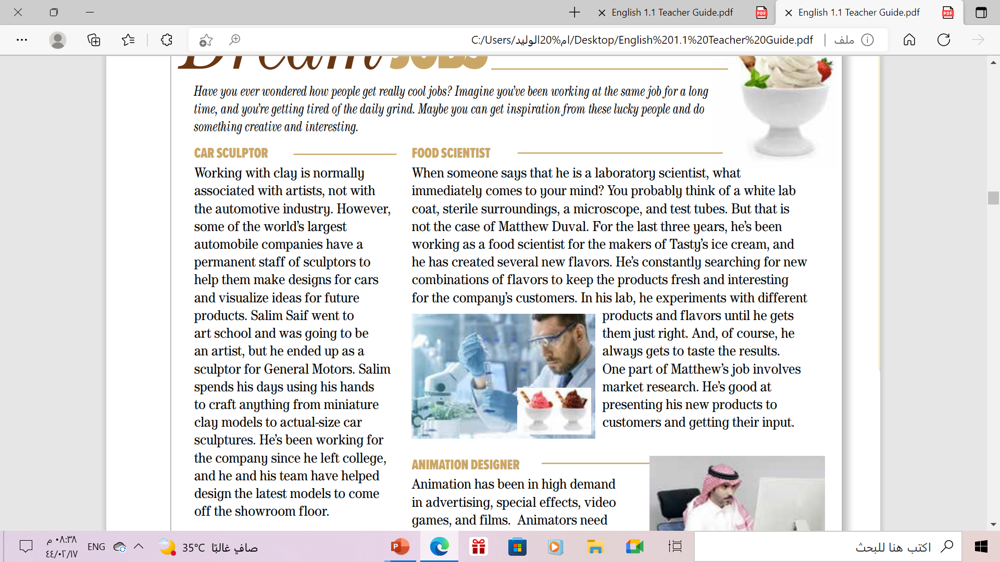 English 1.1 Teacher Guide.pdf
English 1.1 Teacher Guide.pdf
C:/Users/ام%20الوليد/Desktop/English%201.1%20Teacher%20Guide.pdf
ملف
Dream JOBS
Have you ever wondered how people get really cool jobs? Imagine you've been working at the same job for a long
time, and you're getting tired of the daily grind. Maybe you can get inspiration from these lucky people and do
something creative and interesting.
CAR SCULPTOR
Working with clay is normally
associated with artists, not with
the automotive industry. However,
some of the world's largest
automobile companies have a
permanent staff of sculptors to
help them make designs for cars
and visualize ideas for future
products. Salim Saif went to
art school and was going to be
an artist, but he ended up as a
sculptor for General Motors. Salim
spends his days using his hands
to craft anything from miniature
clay models to actual-size car
sculptures. He's been working for
the company since he left college,
and he and his team have helped
design the latest models to come
off the showroom floor.
FOOD SCIENTIST
When someone says that he is a laboratory scientist, what
immediately comes to your mind? You probably think of a white lab
coat, sterile surroundings, a microscope, and test tubes. But that is
not the case of Matthew Duval. For the last three years, he's been
working as a food scientist for the makers of Tasty's ice cream, and
he has created several new flavors. He's constantly searching for new
combinations of flavors to keep the products fresh and interesting
for the company's customers. In his lab, he experiments with different
products and flavors until he gets
them just right. And, of course, he
always gets to taste the results.
One part of Matthew's job involves
market research. He's good at
presenting his new products to
customers and getting their input.
ANIMATION DESIGNER
Animation has been in high demand
in advertising, special effects, video
games, and films. Animators need
٠٨:٣٨ م
٤٤/٠٢/١٧
ENG
35°C صافٍ غالبًا
اكتب هنا للبحث